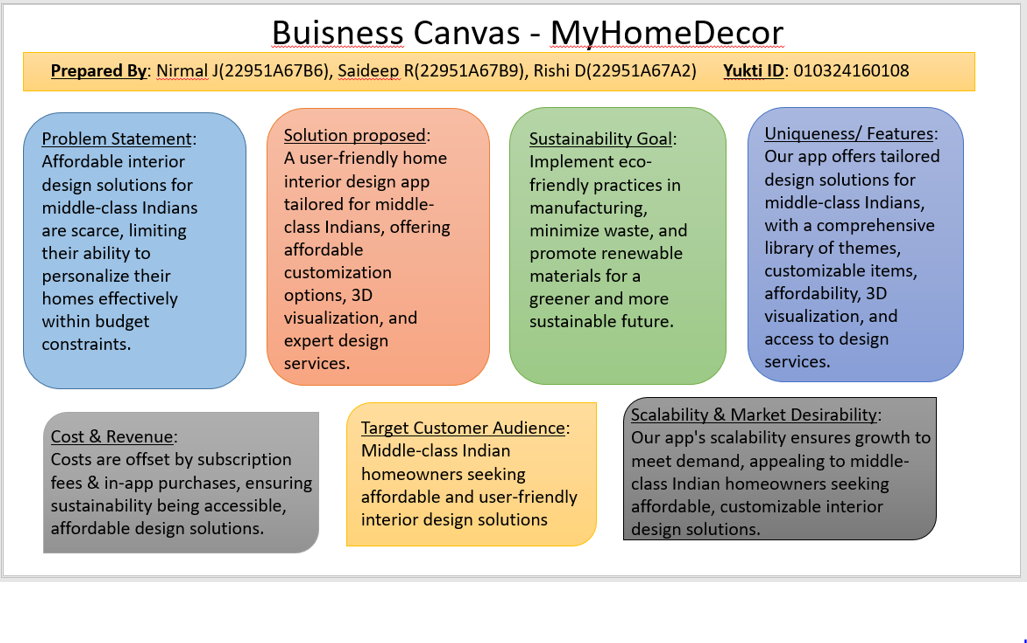 Buisness Canvas - MyHomeDecor
Prepared By: Nirmal J(22951A67B6), Saideep R(22951A67B9), Rishi D(22951A67A2) Yukti ID: 010324160108
Problem Statement:
Affordable interior
design solutions for
middle-class Indians
are scarce, limiting
their ability to
personalize their
homes effectively
within budget
constraints.
Solution proposed:
A user-friendly home
interior design app
tailored for middle-
class Indians, offering
affordable
customization
options, 3D
visualization, and
expert design
services.
Sustainability Goal:
Implement eco-
friendly practices in
manufacturing,
minimize waste, and
promote renewable
materials for a
greener and more
sustainable future.
Uniqueness/ Features:
Our app offers tailored
design solutions for
middle-class Indians,
with a comprehensive
library of themes,
customizable items,
affordability, 3D
visualization, and
access to design
services.
Cost & Revenue:
Costs are offset by subscription
fees & in-app purchases, ensuring
sustainability being accessible,
affordable design solutions.
Target Customer Audience:
Middle-class Indian
homeowners seeking
affordable and user-friendly
interior design solutions
Scalability & Market Desirability:
Our app's scalability ensures growth to
meet demand, appealing to middle-
class Indian homeowners seeking
affordable, customizable interior
design solutions.